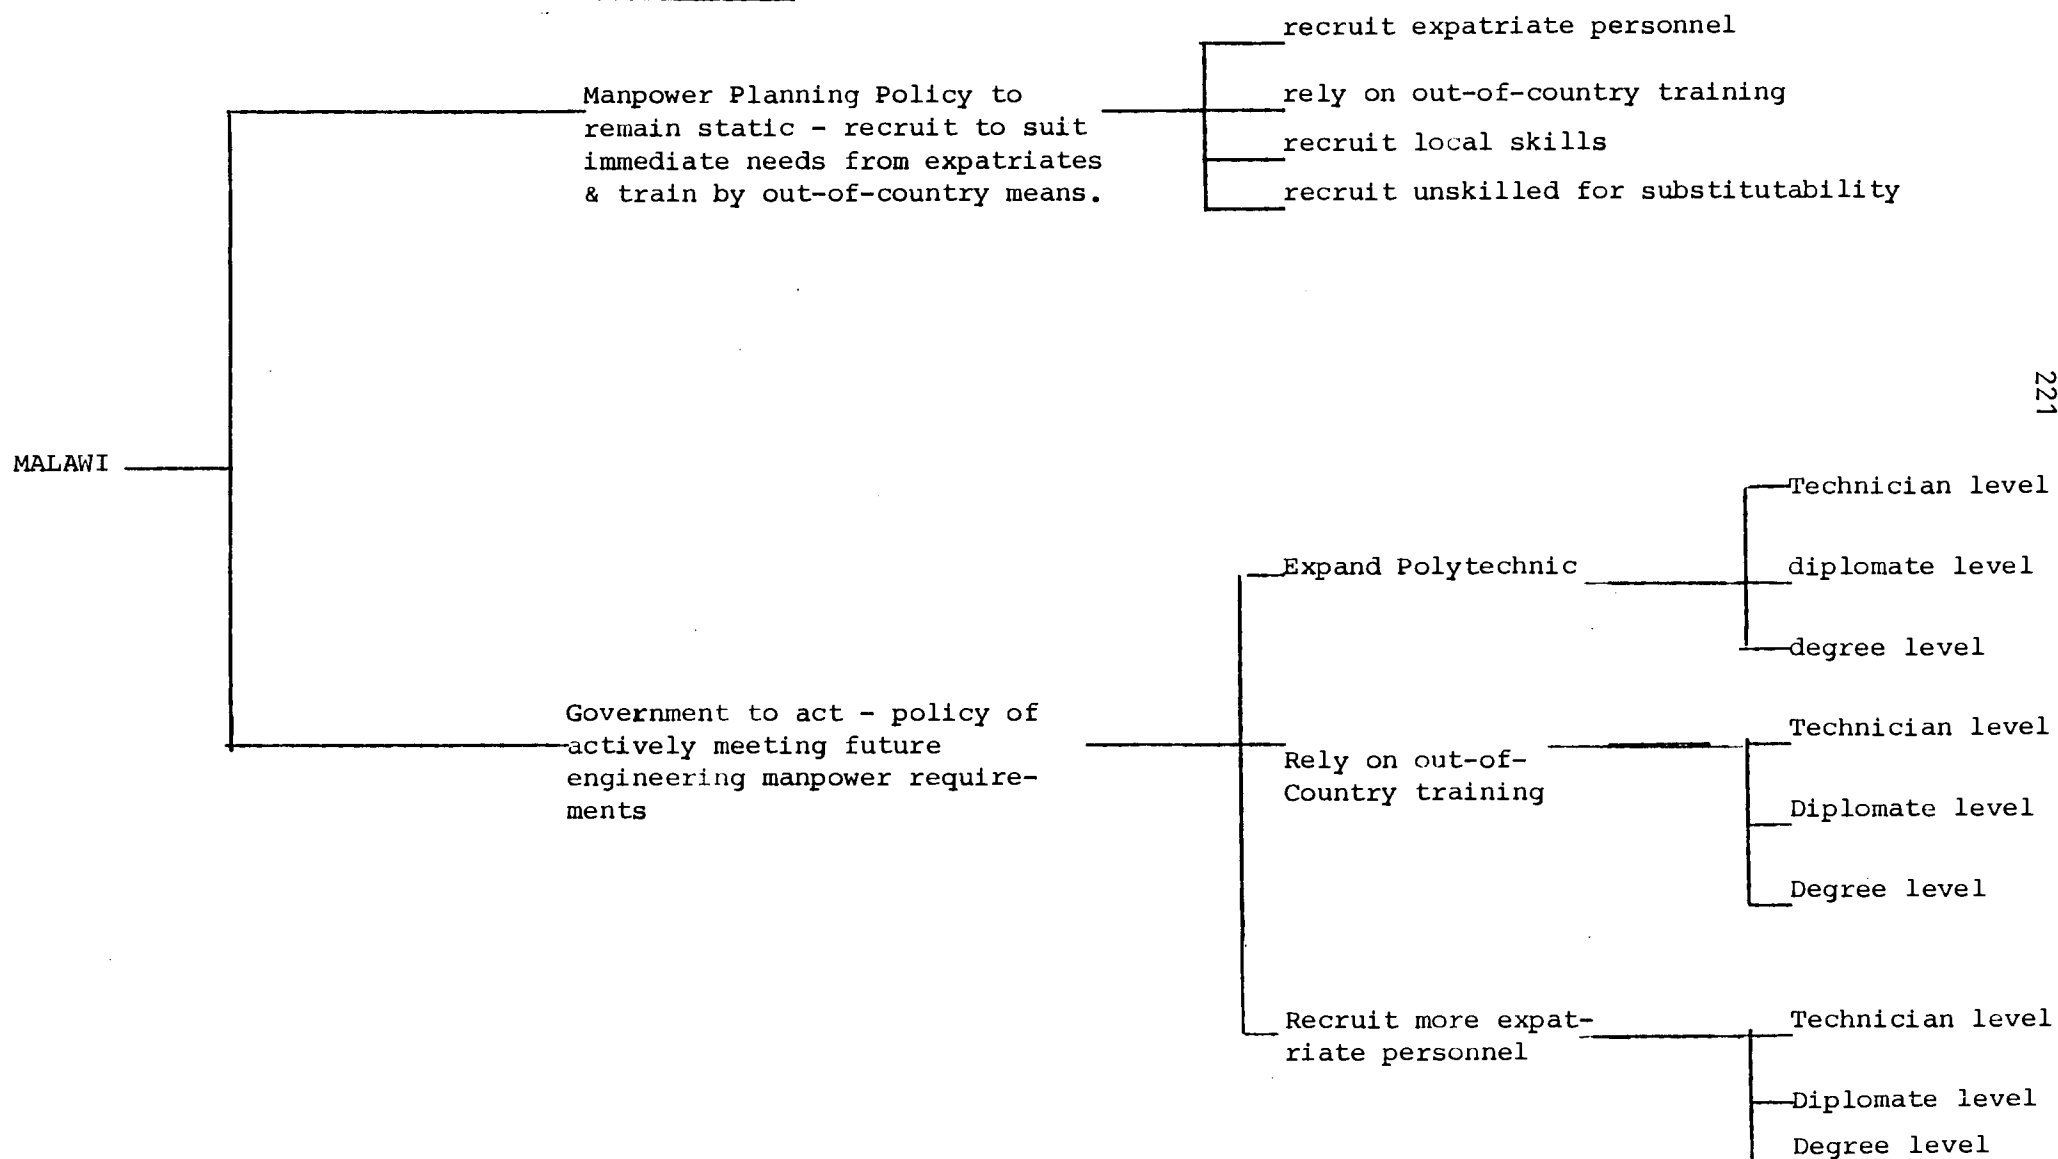 recruit expatriate personnel
Manpower Planning Policy to
remain static - recruit to suit
immediate needs from expatriates
& train by out-of-country means.
rely on out-of-country training
recruit local skills
recruit unskilled for substitutability
221
MALAWI
Government to act - policy of
actively meeting future
engineering manpower require-
ments
Expand Polytechnic
Technician level
diplomate level
degree level
Rely on out-of-
Country training
Technician level
Diplomate level
Degree level
Recruit more expat-
riate personnel
Technician level
Diplomate level
Degree level